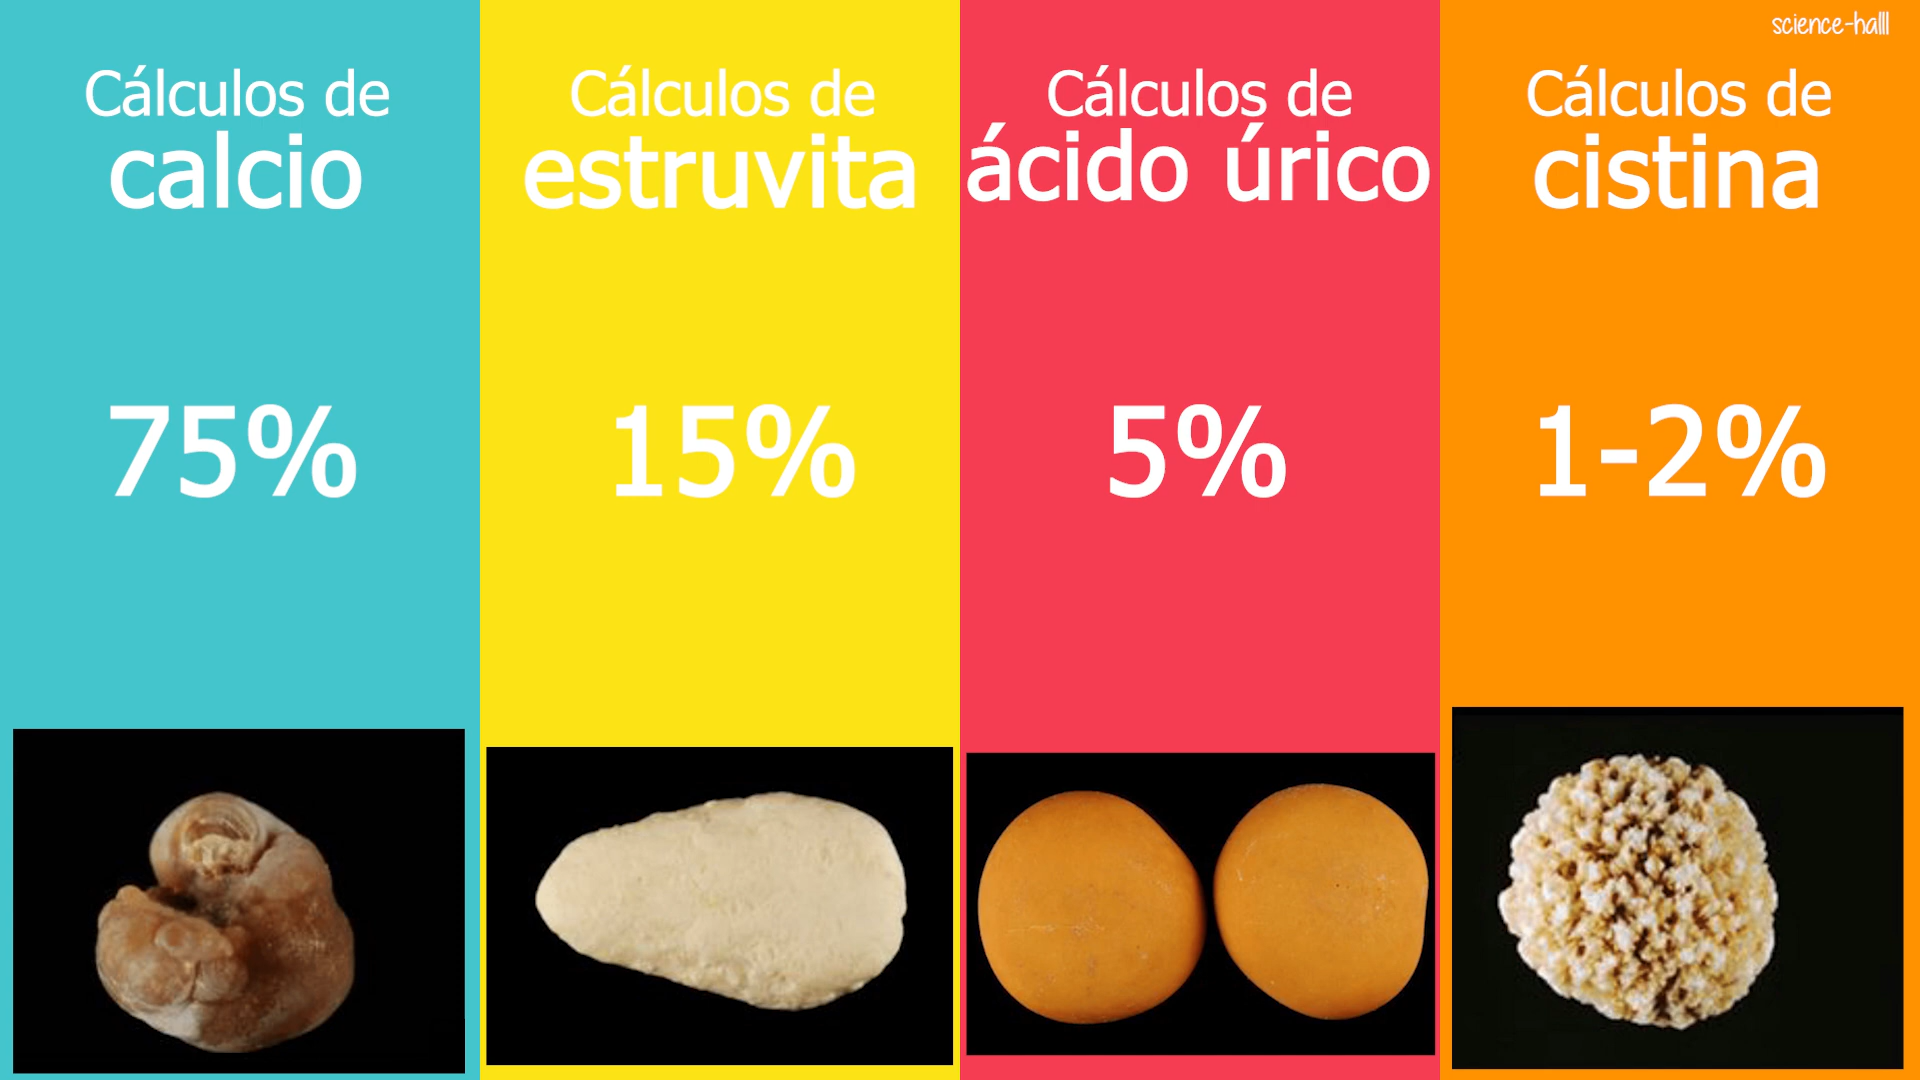 science-halll
Cálculos de
calcio
75%
Cálculos de
estruvita
15%
Cálculos de
ácido úrico
5%
Cálculos de
cistina
1-2%